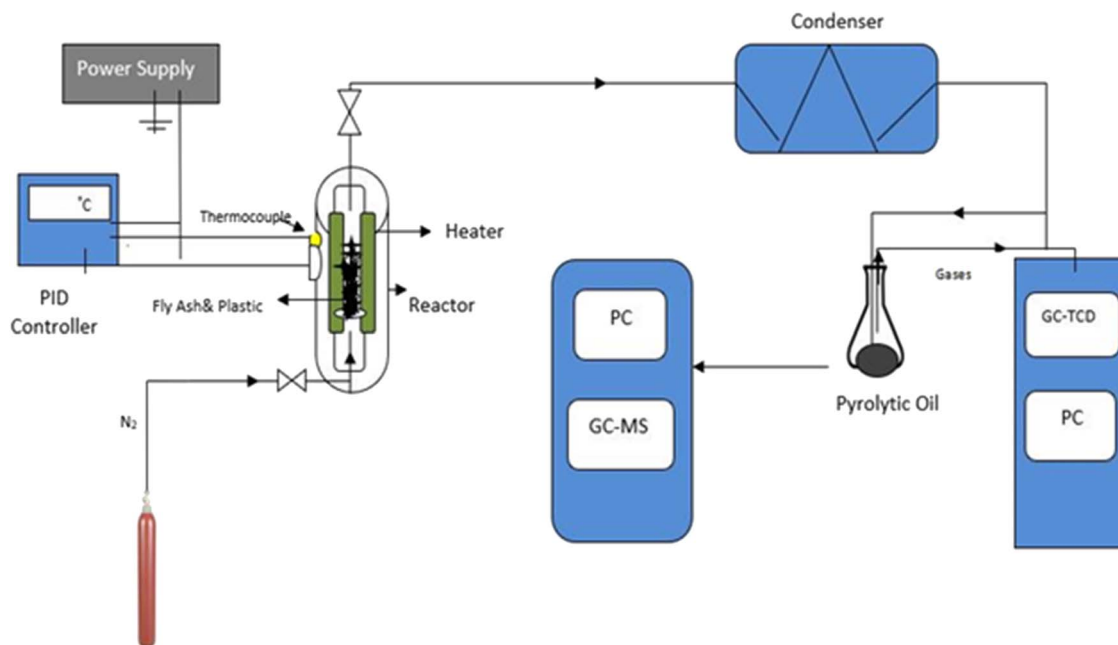 Condenser
Power Supply
°C
Thermocouple
Heater
Fly Ash& Plastic
Reactor
PID
Controller
N₂
PC
GC-MS
Pyrolytic Oil
Gases
GC-TCD
PC